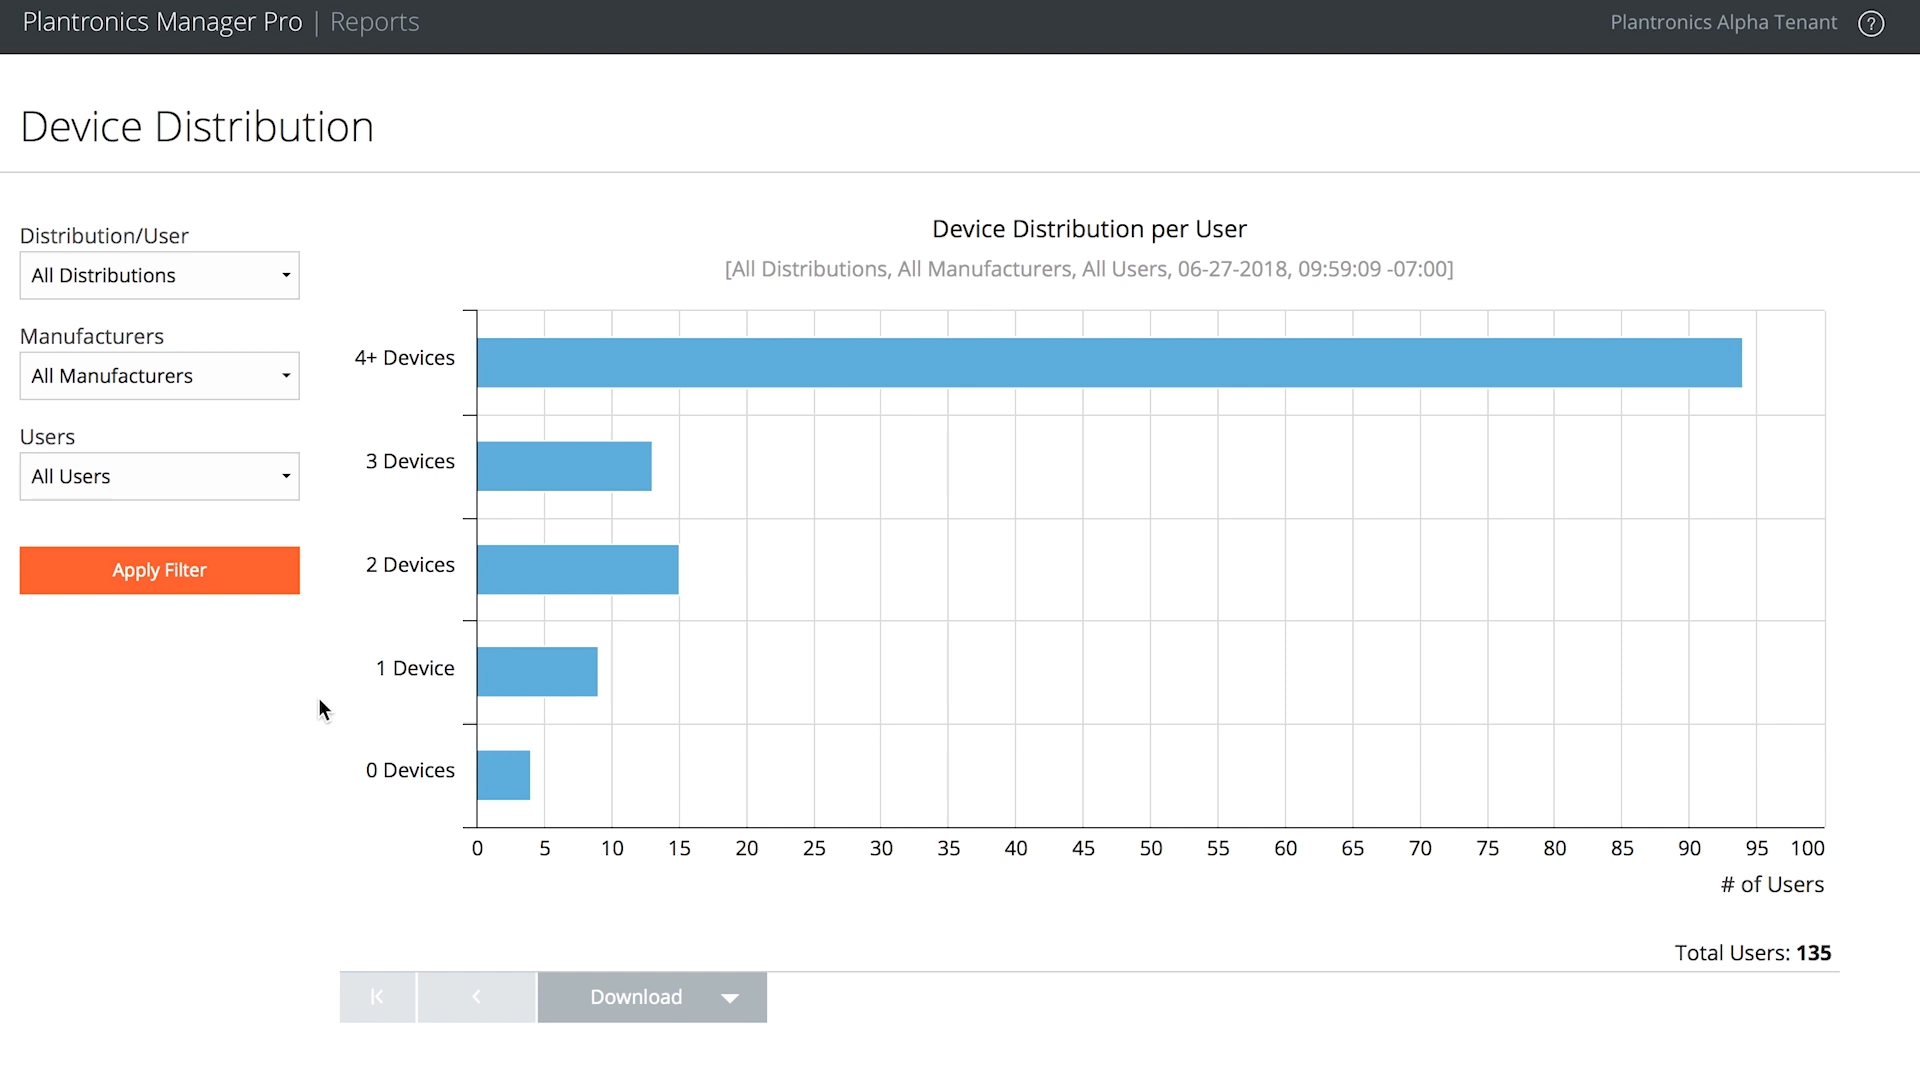 Plantronics Manager Pro | Reports
Plantronics Alpha Tenant ?
Device Distribution
Distribution/User
All Distributions
Manufacturers
All Manufacturers
Users
All Users
Apply Filter
Device Distribution per User
[All Distributions, All Manufacturers, All Users, 06-27-2018, 09:59:09 -07:00]
4+ Devices
3 Devices
2 Devices
1 Device
0 Devices
0 5 10 15 20 25 30 35 40 45 50 55 60 65 70 75 80 85 90 95 100
# of Users
Total Users: 135
Download